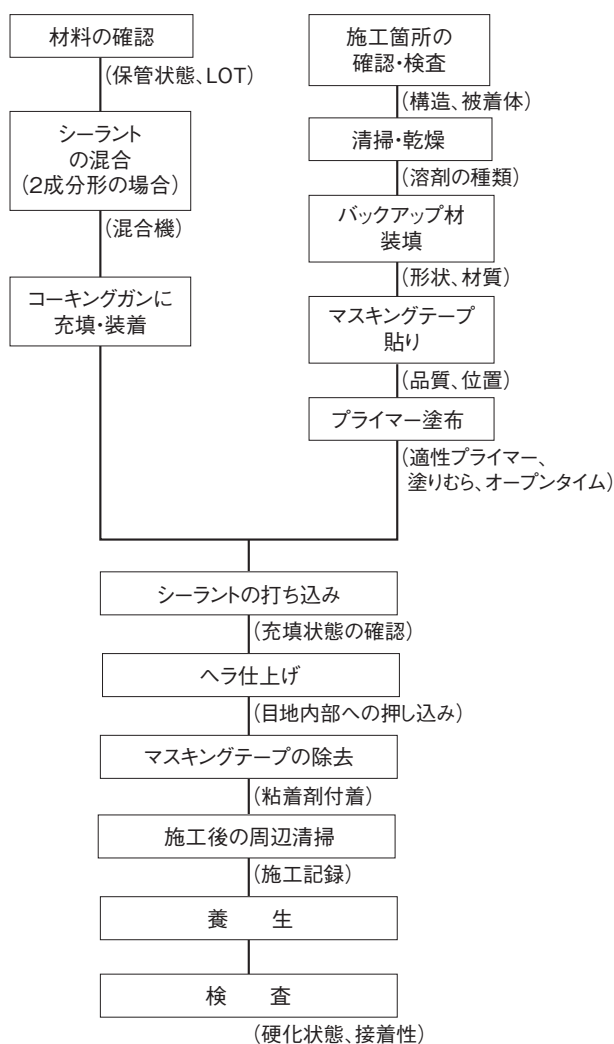 材料の確認
(保管状態、LOT)
シーラント
の混合
(2成分形の場合)
(混合機)
コーキングガンに
充填・装着
施工箇所の
確認・検査
(構造、被着体)
清掃・乾燥
(溶剤の種類)
バックアップ材
装填
(形状、材質)
マスキングテープ
貼り
(品質、位置)
プライマー塗布
(適性プライマー、
塗りむら、オープンタイム)
シーラントの打ち込み
(充填状態の確認)
ヘラ仕上げ
(目地内部への押し込み)
マスキングテープの除去
(粘着剤付着)
施工後の周辺清掃
(施工記録)
養　生
検　査
(硬化状態、接着性)